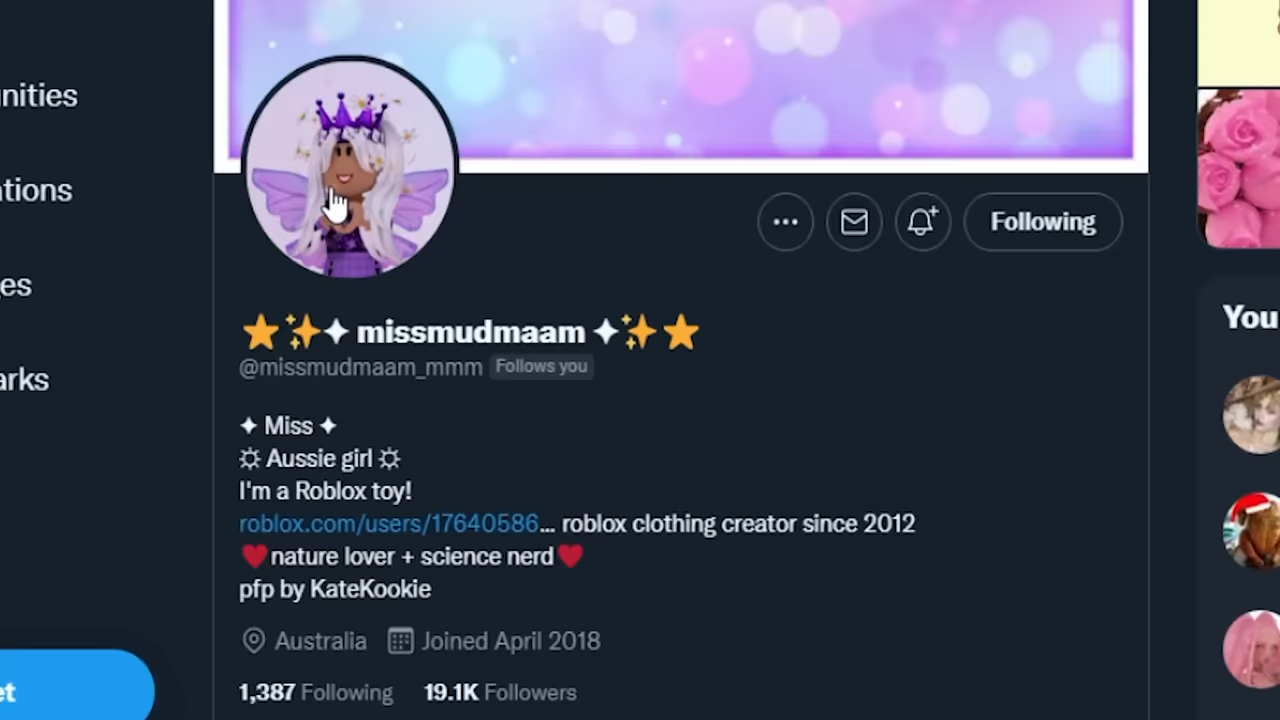 nities
ations
es
arks
et
Following
⭐✨✦ missmudmaam ✦✨⭐
@missmudmaam_mmm Follows you
✦ Miss ✦
☼ Aussie girl ☼
I'm a Roblox toy!
roblox.com/users/17640586... roblox clothing creator since 2012
♥nature lover + science nerd♥
pfp by KateKookie
Australia Joined April 2018
1,387 Following 19.1K Followers
You